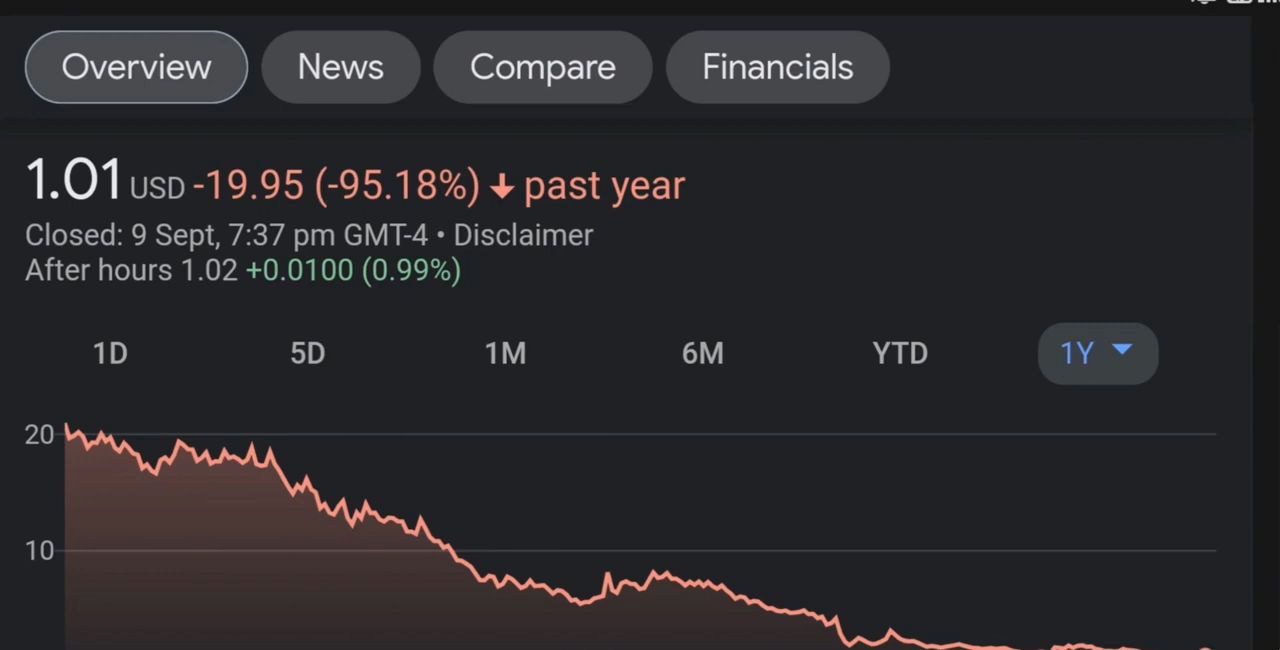 Overview News Compare Financials
1.01 USD -19.95 (-95.18%) ↓ past year
Closed: 9 Sept, 7:37 pm GMT-4 • Disclaimer
After hours 1.02 +0.0100 (0.99%)
1D 5D 1M 6M YTD 1Y
20
10